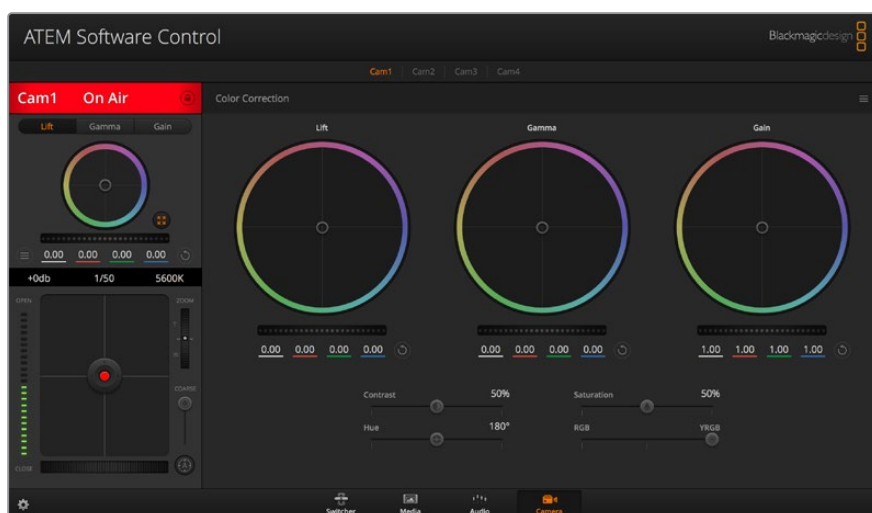 ATEM Software Control
Blackmagicdesign
Cam1 Cam2 Cam3 Cam4
Cam1 On Air
Color Correction
Lift Gamma Gain
Lift Gamma Gain
0.00 0.00 0.00 0.00
+0db 1/50 5600K
OPEN
ZOOM
T
W
COARSE
CLOSE
0.00 0.00 0.00 0.00
0.00 0.00 0.00 0.00
1.00 1.00 1.00 1.00
Contrast 50%
Saturation 50%
Hue 180°
RGB YRGB
Switcher Media Audio Camera